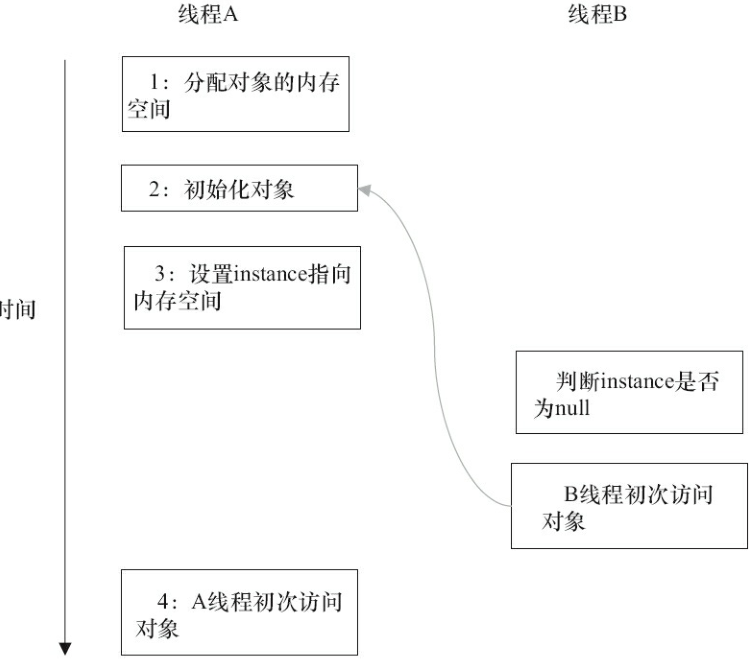 线程A
线程B
1：分配对象的内存
空间
2：初始化对象
3：设置instance指向
内存空间
时间
判断instance是否
为null
B线程初次访问
对象
4：A线程初次访问
对象